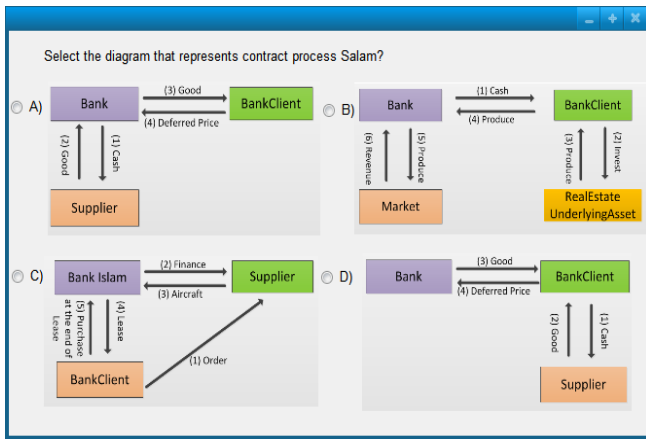 Select the diagram that represents contract process Salam?
A)
Bank
(3) Good
(4) Deferred Price
BankClient
(2) Good
(1) Cash
Supplier
B)
Bank
(1) Cash
(4) Produce
BankClient
(6) Revenue
(5) Produce
(3) Produce
(2) Invest
Market
RealEstate
UnderlyingAsset
C)
Bank Islam
(2) Finance
(3) Aircraft
Supplier
(5) Purchase
at the end of
Lease
(4) Lease
(1) Order
BankClient
D)
Bank
(3) Good
(4) Deferred Price
BankClient
(2) Good
(1) Cash
Supplier